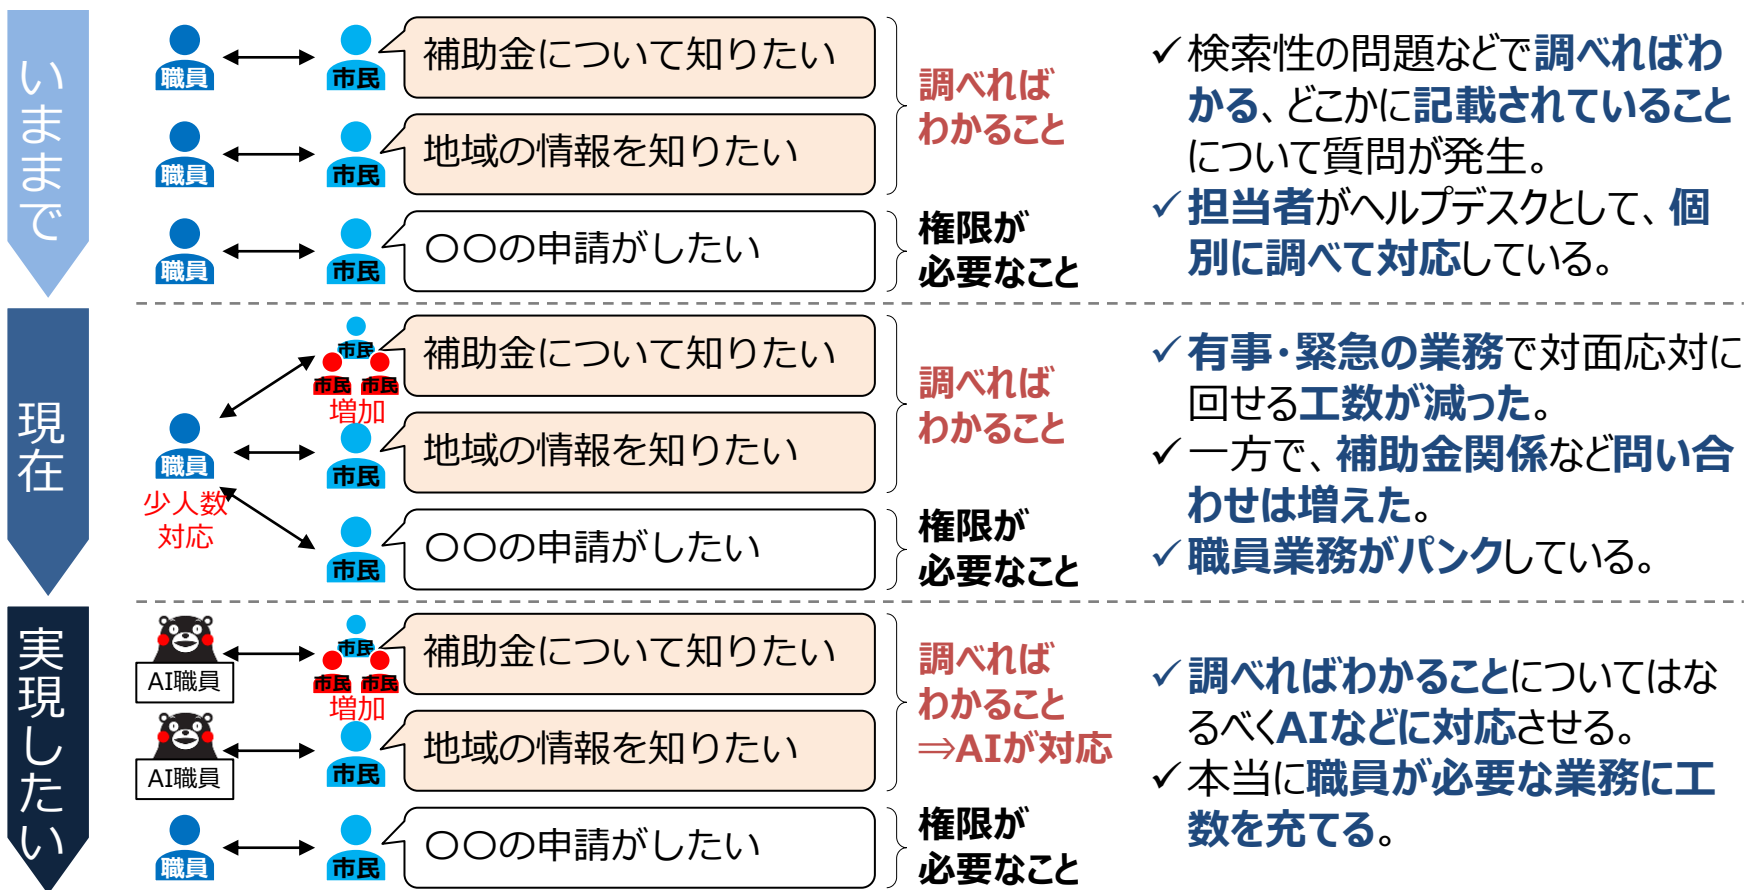 いままで
職員
市民
補助金について知りたい
職員
市民
地域の情報を知りたい
調べれば
わかること
職員
市民
〇〇の申請がしたい
権限が
必要なこと
✓検索性の問題などで調べればわ
かる、どこかに記載されていること
について質問が発生。
✓担当者がヘルプデスクとして、個
別に調べて対応している。
現在
職員
少人数
対応
市民
市民 市民
増加
補助金について知りたい
市民
地域の情報を知りたい
調べれば
わかること
市民
〇〇の申請がしたい
権限が
必要なこと
✓有事・緊急の業務で対面応対に
回せる工数が減った。
✓一方で、補助金関係など問い合
わせは増えた。
✓職員業務がパンクしている。
実現したい
AI職員
市民
市民 市民
増加
補助金について知りたい
AI職員
市民
地域の情報を知りたい
調べれば
わかること
⇒AIが対応
職員
市民
〇〇の申請がしたい
権限が
必要なこと
✓調べればわかることについてはな
るべくAIなどに対応させる。
✓本当に職員が必要な業務に工
数を充てる。